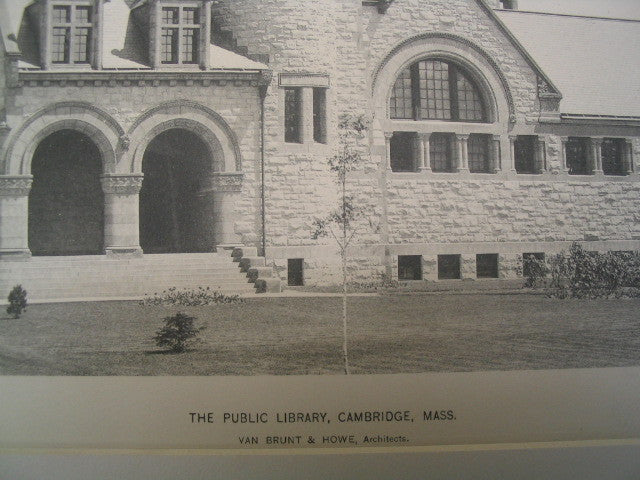 THE PUBLIC LIBRARY, CAMBRIDGE, MASS.
VAN BRUNT & HOWE, Architects.